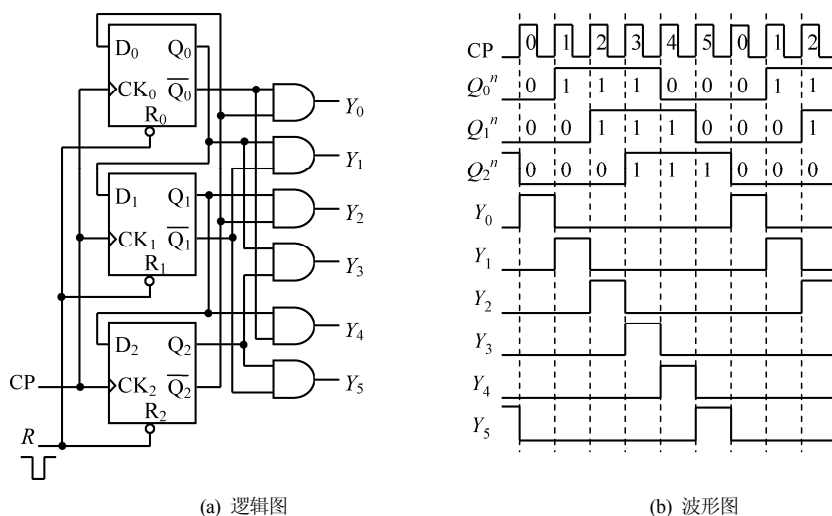 D0 Q0
CK0 Q0
R0
D1 Q1
CK1 Q1
R1
D2 Q2
CP CK2 Q2
R2
R
Y0
Y1
Y2
Y3
Y4
Y5
(a) 逻辑图
CP 0 1 2 3 4 5 0 1 2
Q0ⁿ 0 1 1 1 0 0 0 1 1
Q1ⁿ 0 0 1 1 1 0 0 0 1
Q2ⁿ 0 0 0 1 1 1 0 0 0
Y0
Y1
Y2
Y3
Y4
Y5
(b) 波形图